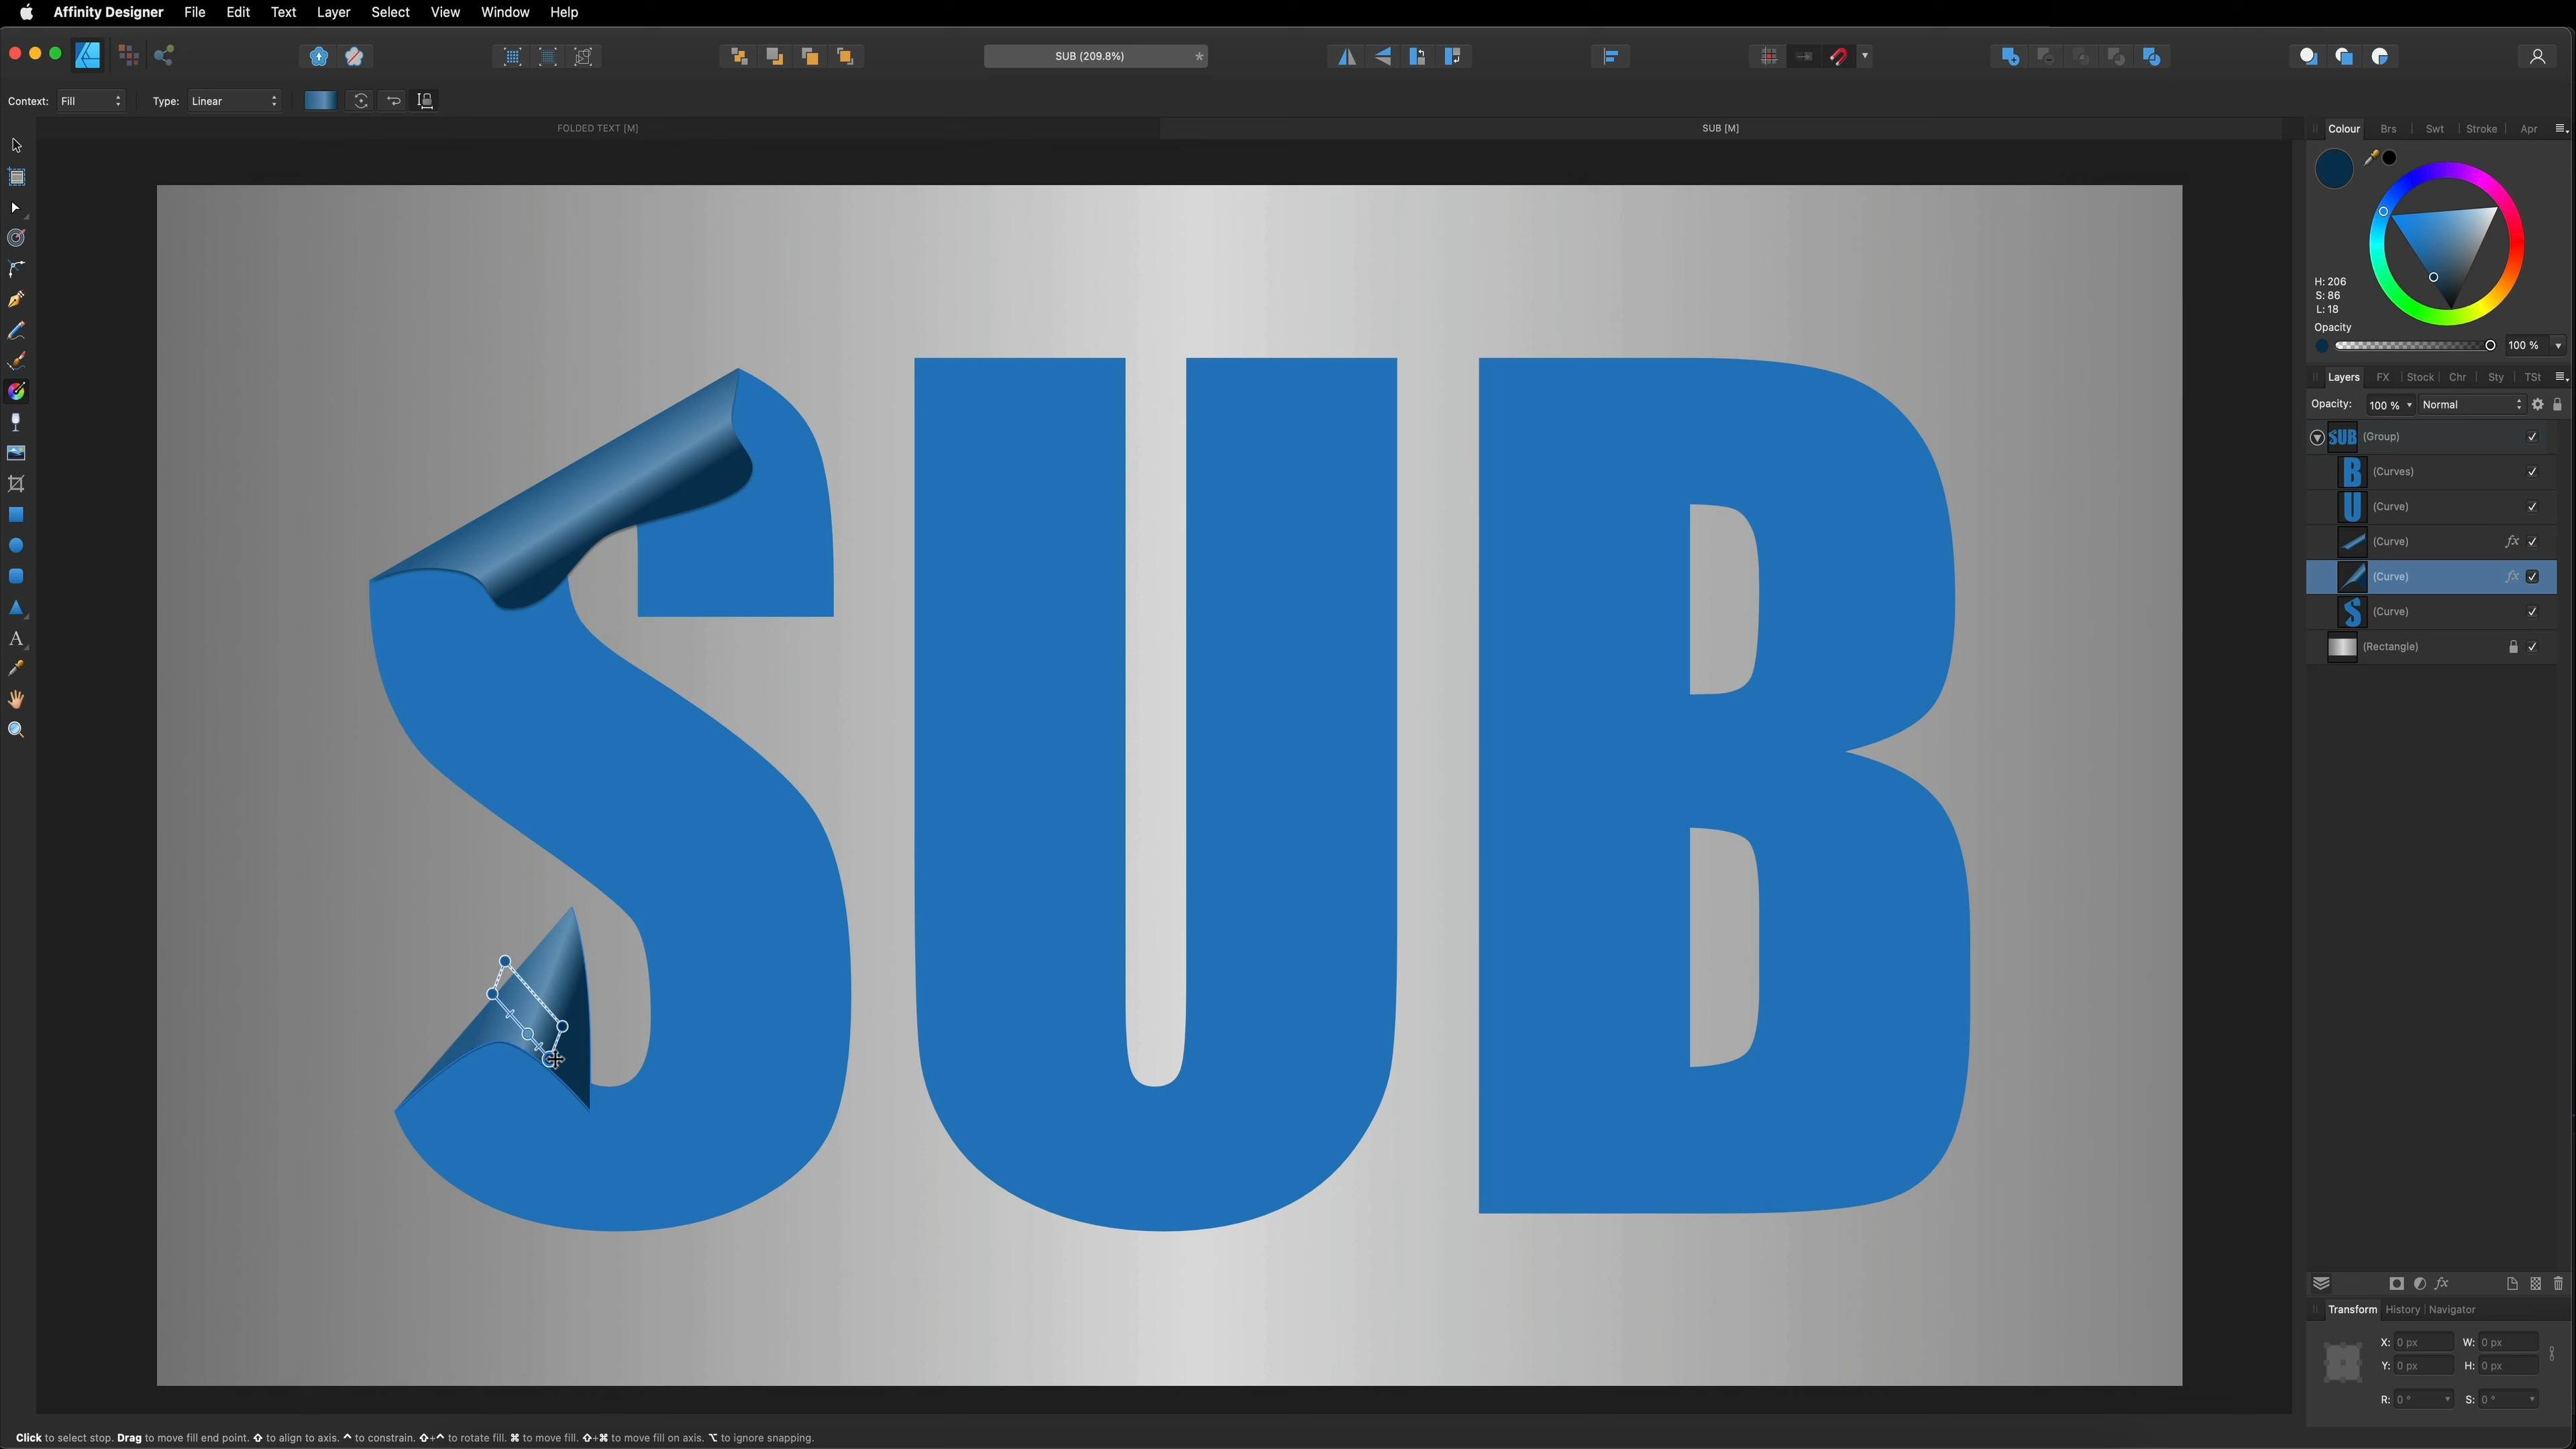 Affinity Designer File Edit Text Layer Select View Window Help
SUB (209.8%) *
Context: Fill Type: Linear
FOLDED TEXT [M] SUB [M]
Colour Brs Swt Stroke Apr
H: 206
S: 86
L: 18
Opacity
100 %
Layers FX Stock Chr Sty TSt
Opacity: 100 % Normal
SUB (Group)
B (Curves)
U (Curve)
(Curve) fx
(Curve) fx
S (Curve)
(Rectangle)
SUB
A
fx
Transform History Navigator
X: 0 px W: 0 px
Y: 0 px H: 0 px
R: 0 ° S: 0 °
Click to select stop. Drag to move fill end point. ⇧ to align to axis. ^ to constrain. ⇧+^ to rotate fill. ⌘ to move fill. ⇧+⌘ to move fill on axis. ⌥ to ignore snapping.